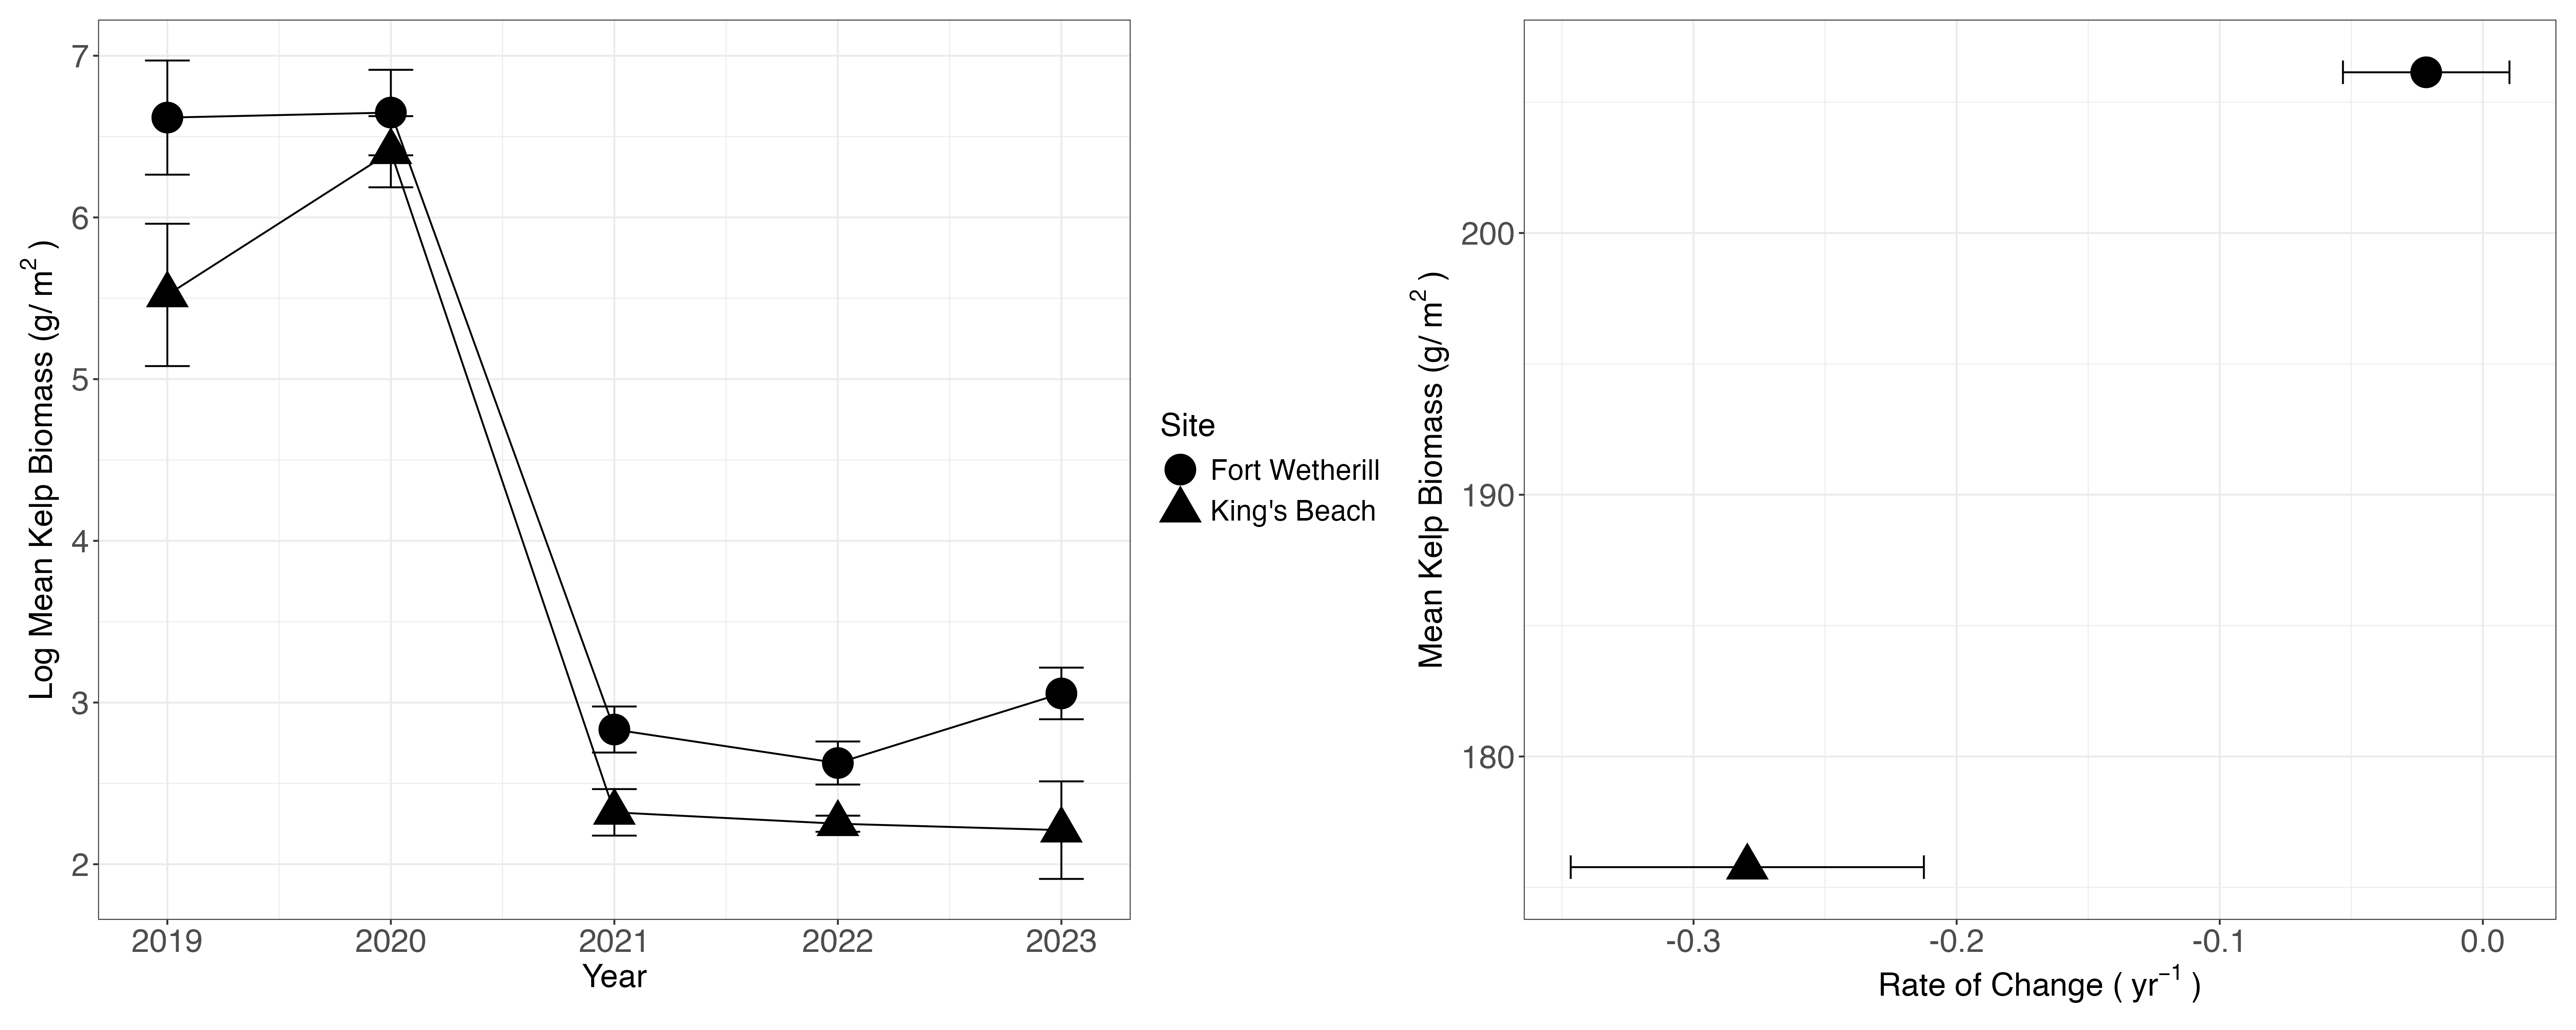 Log Mean Kelp Biomass (g/ m² )
7
6
5
4
3
2
2019 2020 2021 2022 2023
Year
Site
Fort Wetherill
King's Beach
Mean Kelp Biomass (g/ m² )
200
190
180
-0.3 -0.2 -0.1 0.0
Rate of Change ( yr⁻¹ )